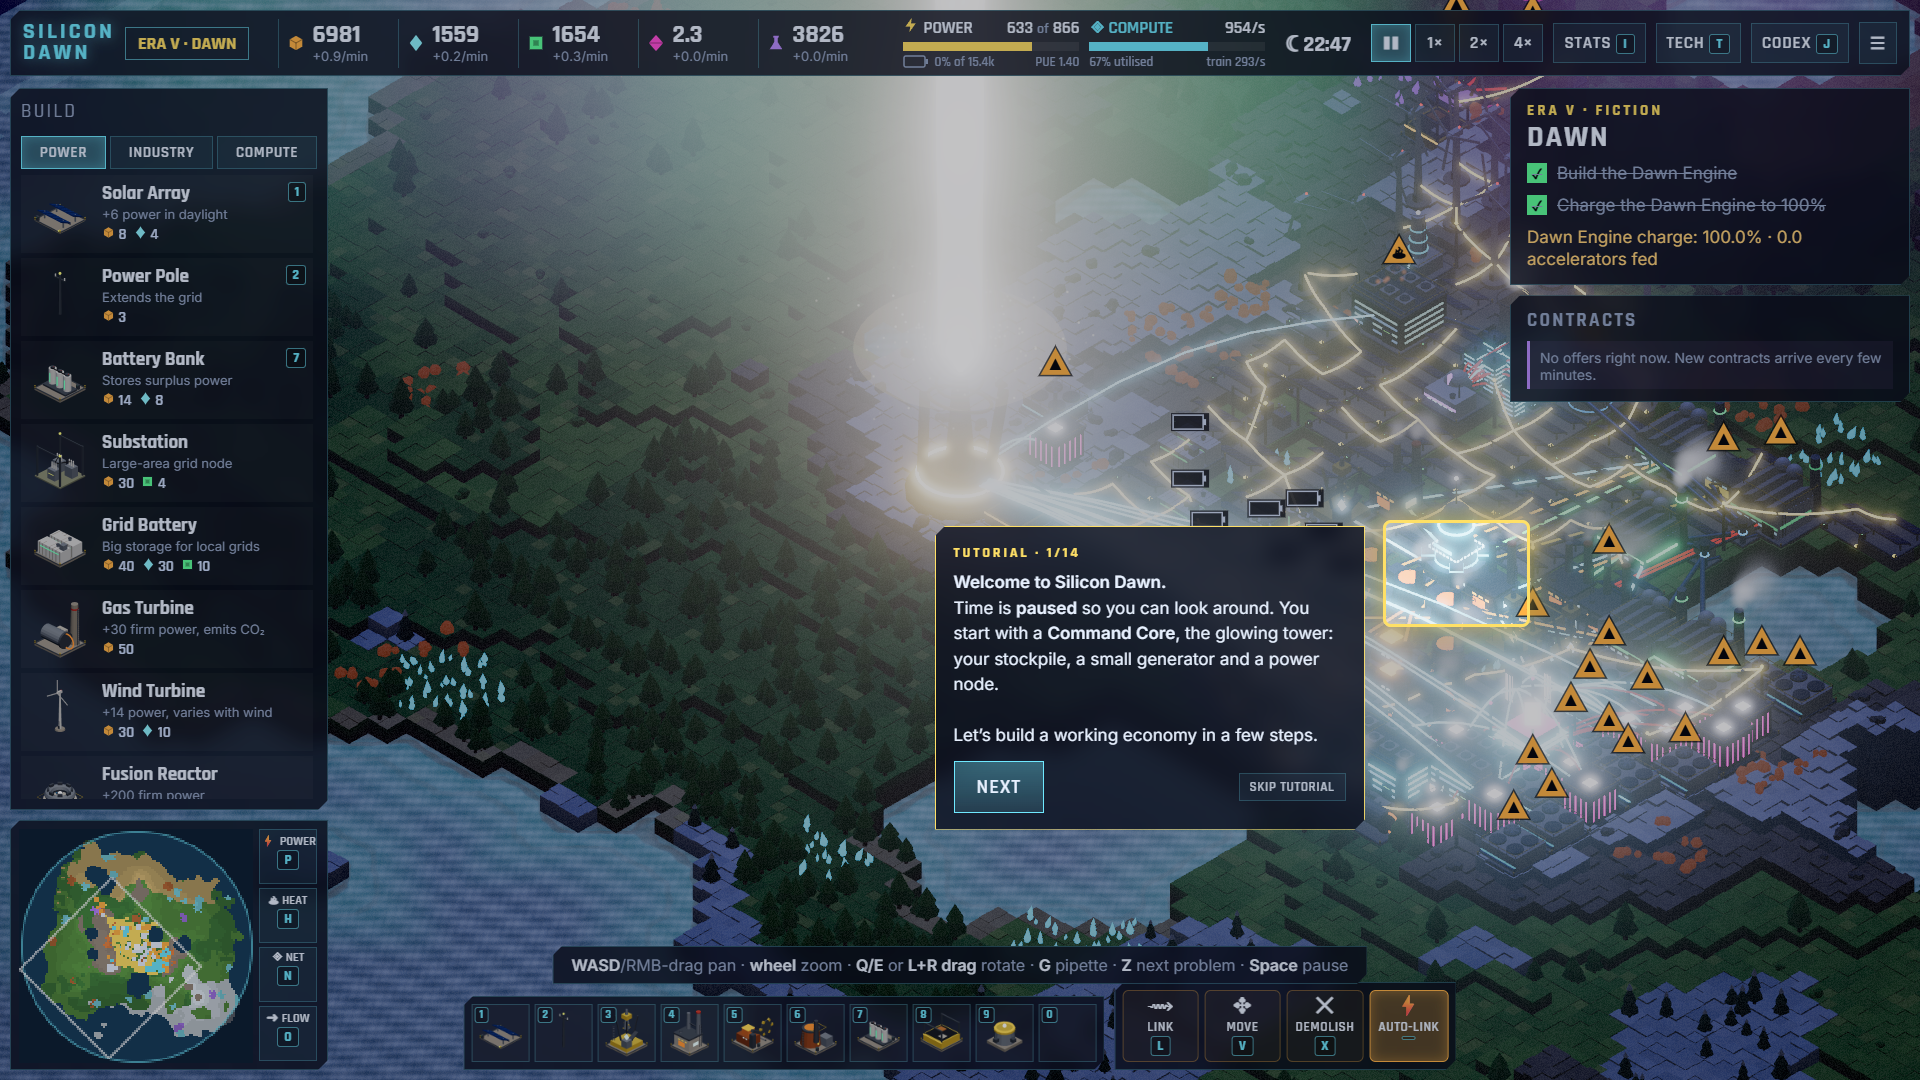 SILICON
DAWN
ERA V · DAWN
6981
+0.9/min
1559
+0.2/min
1654
+0.3/min
2.3
+0.0/min
3826
+0.0/min
POWER 633 of 866
0% of 15.4k PUE 1.40
COMPUTE 954/s
67% utilised train 293/s
22:47
1×
2×
4×
STATS I
TECH T
CODEX J
BUILD
POWER
INDUSTRY
COMPUTE
Solar Array 1
+6 power in daylight
8 4
Power Pole 2
Extends the grid
3
Battery Bank 7
Stores surplus power
14 8
Substation
Large-area grid node
30 4
Grid Battery
Big storage for local grids
40 30 10
Gas Turbine
+30 firm power, emits CO₂
50
Wind Turbine
+14 power, varies with wind
30 10
Fusion Reactor
+200 firm power
ERA V · FICTION
DAWN
Build the Dawn Engine
Charge the Dawn Engine to 100%
Dawn Engine charge: 100.0% · 0.0
accelerators fed
CONTRACTS
No offers right now. New contracts arrive every few
minutes.
TUTORIAL · 1/14
Welcome to Silicon Dawn.
Time is paused so you can look around. You
start with a Command Core, the glowing tower:
your stockpile, a small generator and a power
node.
Let's build a working economy in a few steps.
NEXT
SKIP TUTORIAL
POWER
P
HEAT
H
NET
N
FLOW
O
WASD/RMB-drag pan · wheel zoom · Q/E or L+R drag rotate · G pipette · Z next problem · Space pause
1 2 3 4 5 6 7 8 9 0
LINK
L
MOVE
V
DEMOLISH
X
AUTO-LINK